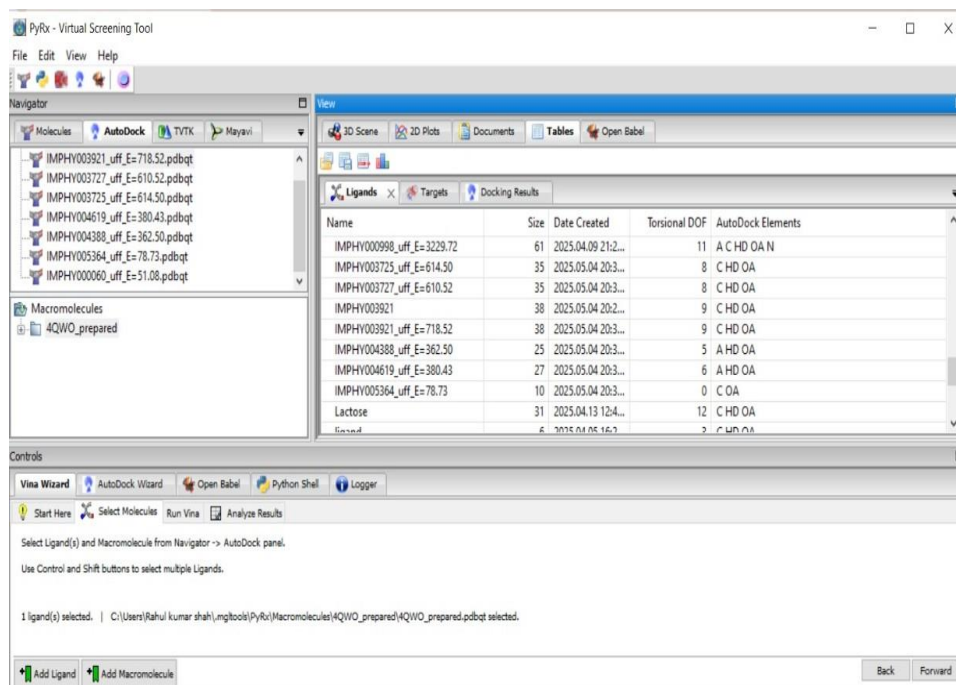 PyRx - Virtual Screening Tool
File Edit View Help
Navigator
View
Molecules AutoDock TVTK Mayavi
3D Scene 2D Plots Documents Tables Open Babel
IMPHY003921_uff_E=718.52.pdbqt
IMPHY003727_uff_E=610.52.pdbqt
IMPHY003725_uff_E=614.50.pdbqt
IMPHY004619_uff_E=380.43.pdbqt
IMPHY004388_uff_E=362.50.pdbqt
IMPHY005364_uff_E=78.73.pdbqt
IMPHY000060_uff_E=51.08.pdbqt
Macromolecules
4QWO_prepared
Ligands X Targets Docking Results
Name Size Date Created Torsional DOF AutoDock Elements
IMPHY000998_uff_E=3229.72 61 2025.04.09 21:2... 11 A C HD OA N
IMPHY003725_uff_E=614.50 35 2025.05.04 20:3... 8 C HD OA
IMPHY003727_uff_E=610.52 35 2025.05.04 20:3... 8 C HD OA
IMPHY003921 38 2025.05.04 20:2... 9 C HD OA
IMPHY003921_uff_E=718.52 38 2025.05.04 20:3... 9 C HD OA
IMPHY004388_uff_E=362.50 25 2025.05.04 20:3... 5 A HD OA
IMPHY004619_uff_E=380.43 27 2025.05.04 20:3... 6 A HD OA
IMPHY005364_uff_E=78.73 10 2025.05.04 20:3... 0 C OA
Lactose 31 2025.04.13 12:4... 12 C HD OA
ligand 6 2025.04.05 16:2... C HD OA
Controls
Vina Wizard AutoDock Wizard Open Babel Python Shell Logger
Start Here Select Molecules Run Vina Analyze Results
Select Ligand(s) and Macromolecule from Navigator -> AutoDock panel.
Use Control and Shift buttons to select multiple Ligands.
1 ligand(s) selected. | C:\Users\Rahul kumar shah\.mgltools\PyRx\Macromolecules\4QWO_prepared\4QWO_prepared.pdbqt selected.
Add Ligand Add Macromolecule
Back Forward